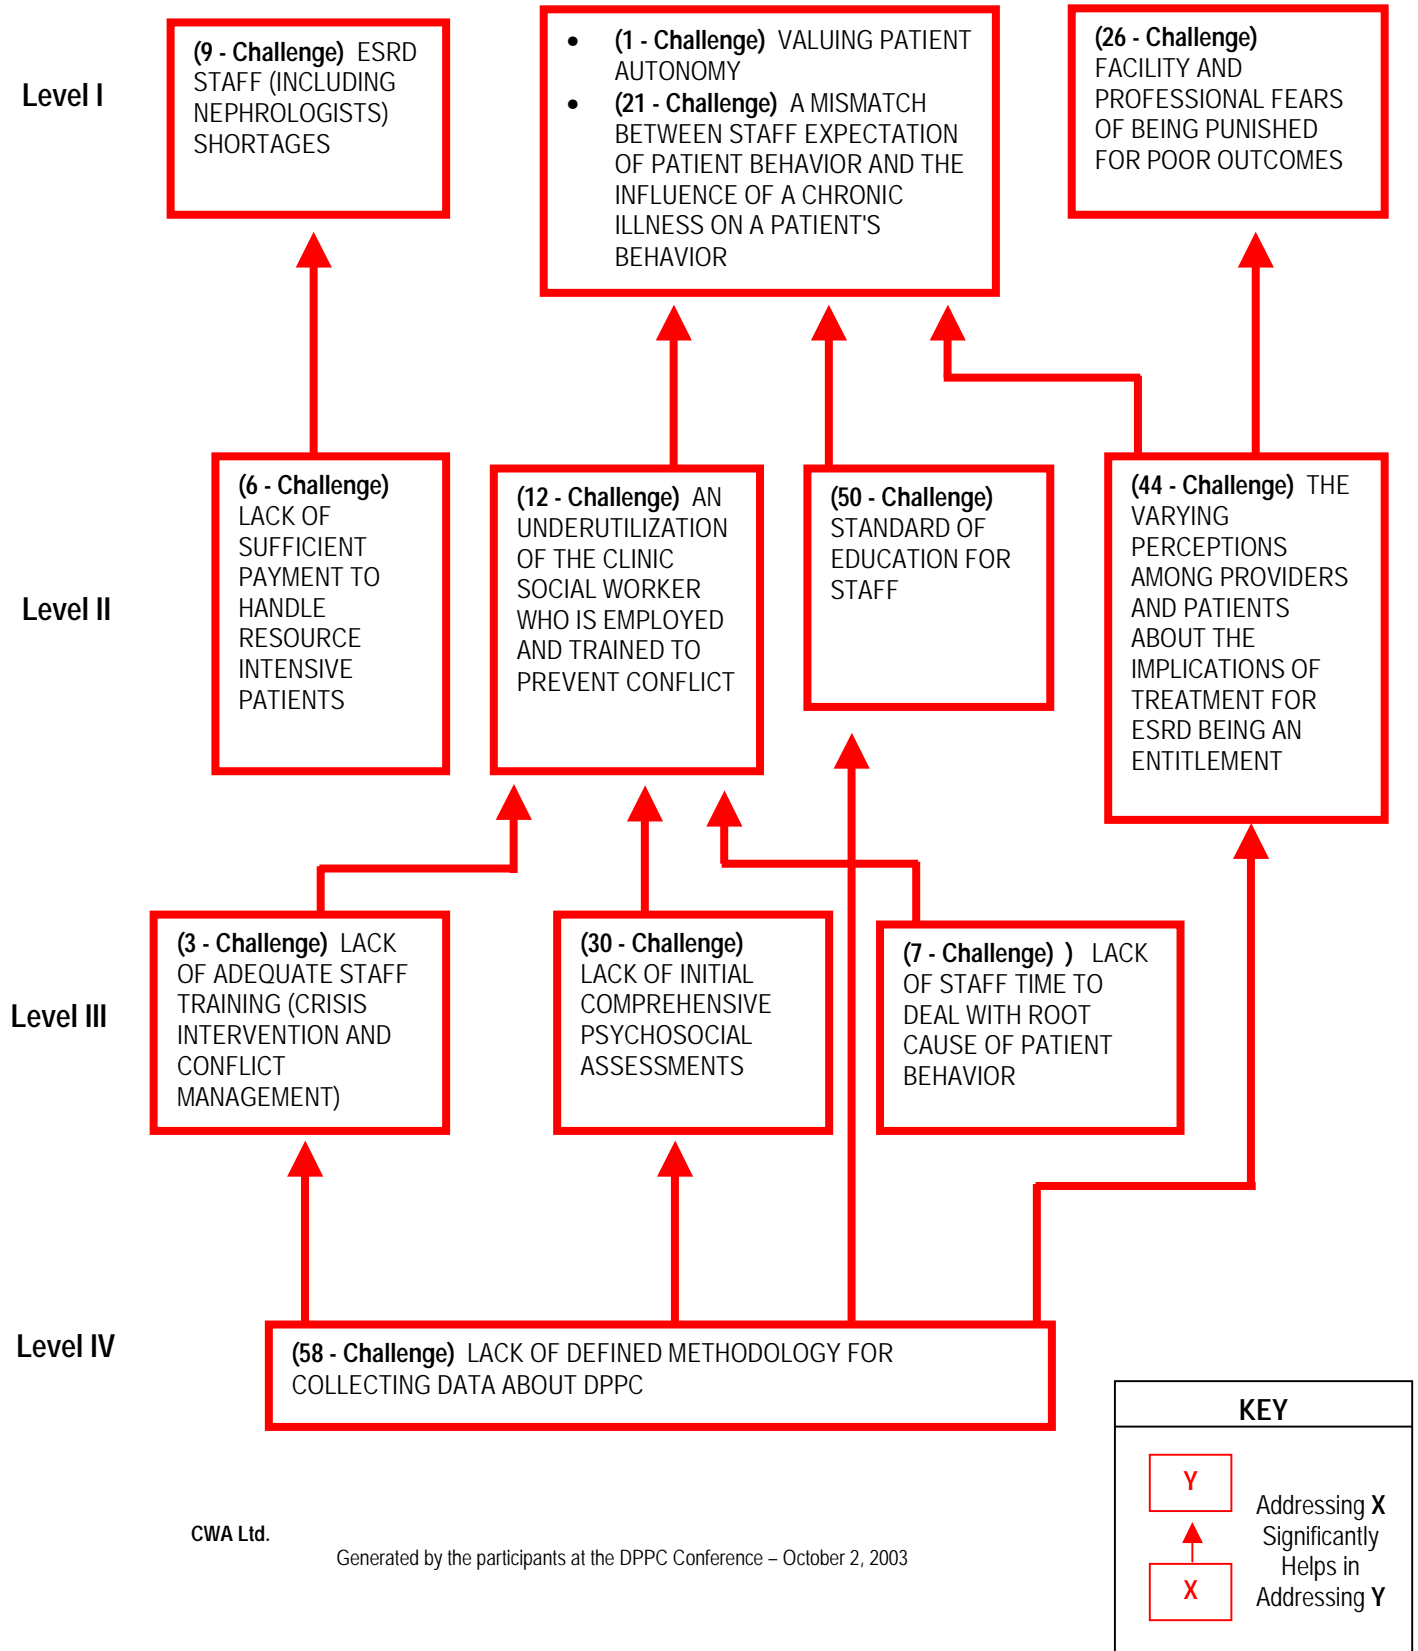 Level I
(9 - Challenge) ESRD
STAFF (INCLUDING
NEPHROLOGISTS)
SHORTAGES
• (1 - Challenge) VALUING PATIENT
AUTONOMY
• (21 - Challenge) A MISMATCH
BETWEEN STAFF EXPECTATION
OF PATIENT BEHAVIOR AND THE
INFLUENCE OF A CHRONIC
ILLNESS ON A PATIENT'S
BEHAVIOR
(26 - Challenge)
FACILITY AND
PROFESSIONAL FEARS
OF BEING PUNISHED
FOR POOR OUTCOMES
Level II
(6 - Challenge)
LACK OF
SUFFICIENT
PAYMENT TO
HANDLE
RESOURCE
INTENSIVE
PATIENTS
(12 - Challenge) AN
UNDERUTILIZATION
OF THE CLINIC
SOCIAL WORKER
WHO IS EMPLOYED
AND TRAINED TO
PREVENT CONFLICT
(50 - Challenge)
STANDARD OF
EDUCATION FOR
STAFF
(44 - Challenge) THE
VARYING
PERCEPTIONS
AMONG PROVIDERS
AND PATIENTS
ABOUT THE
IMPLICATIONS OF
TREATMENT FOR
ESRD BEING AN
ENTITLEMENT
Level III
(3 - Challenge) LACK
OF ADEQUATE STAFF
TRAINING (CRISIS
INTERVENTION AND
CONFLICT
MANAGEMENT)
(30 - Challenge)
LACK OF INITIAL
COMPREHENSIVE
PSYCHOSOCIAL
ASSESSMENTS
(7 - Challenge) ) LACK
OF STAFF TIME TO
DEAL WITH ROOT
CAUSE OF PATIENT
BEHAVIOR
Level IV
(58 - Challenge) LACK OF DEFINED METHODOLOGY FOR
COLLECTING DATA ABOUT DPPC
KEY
Y
X
Addressing X
Significantly
Helps in
Addressing Y
CWA Ltd.
Generated by the participants at the DPPC Conference – October 2, 2003